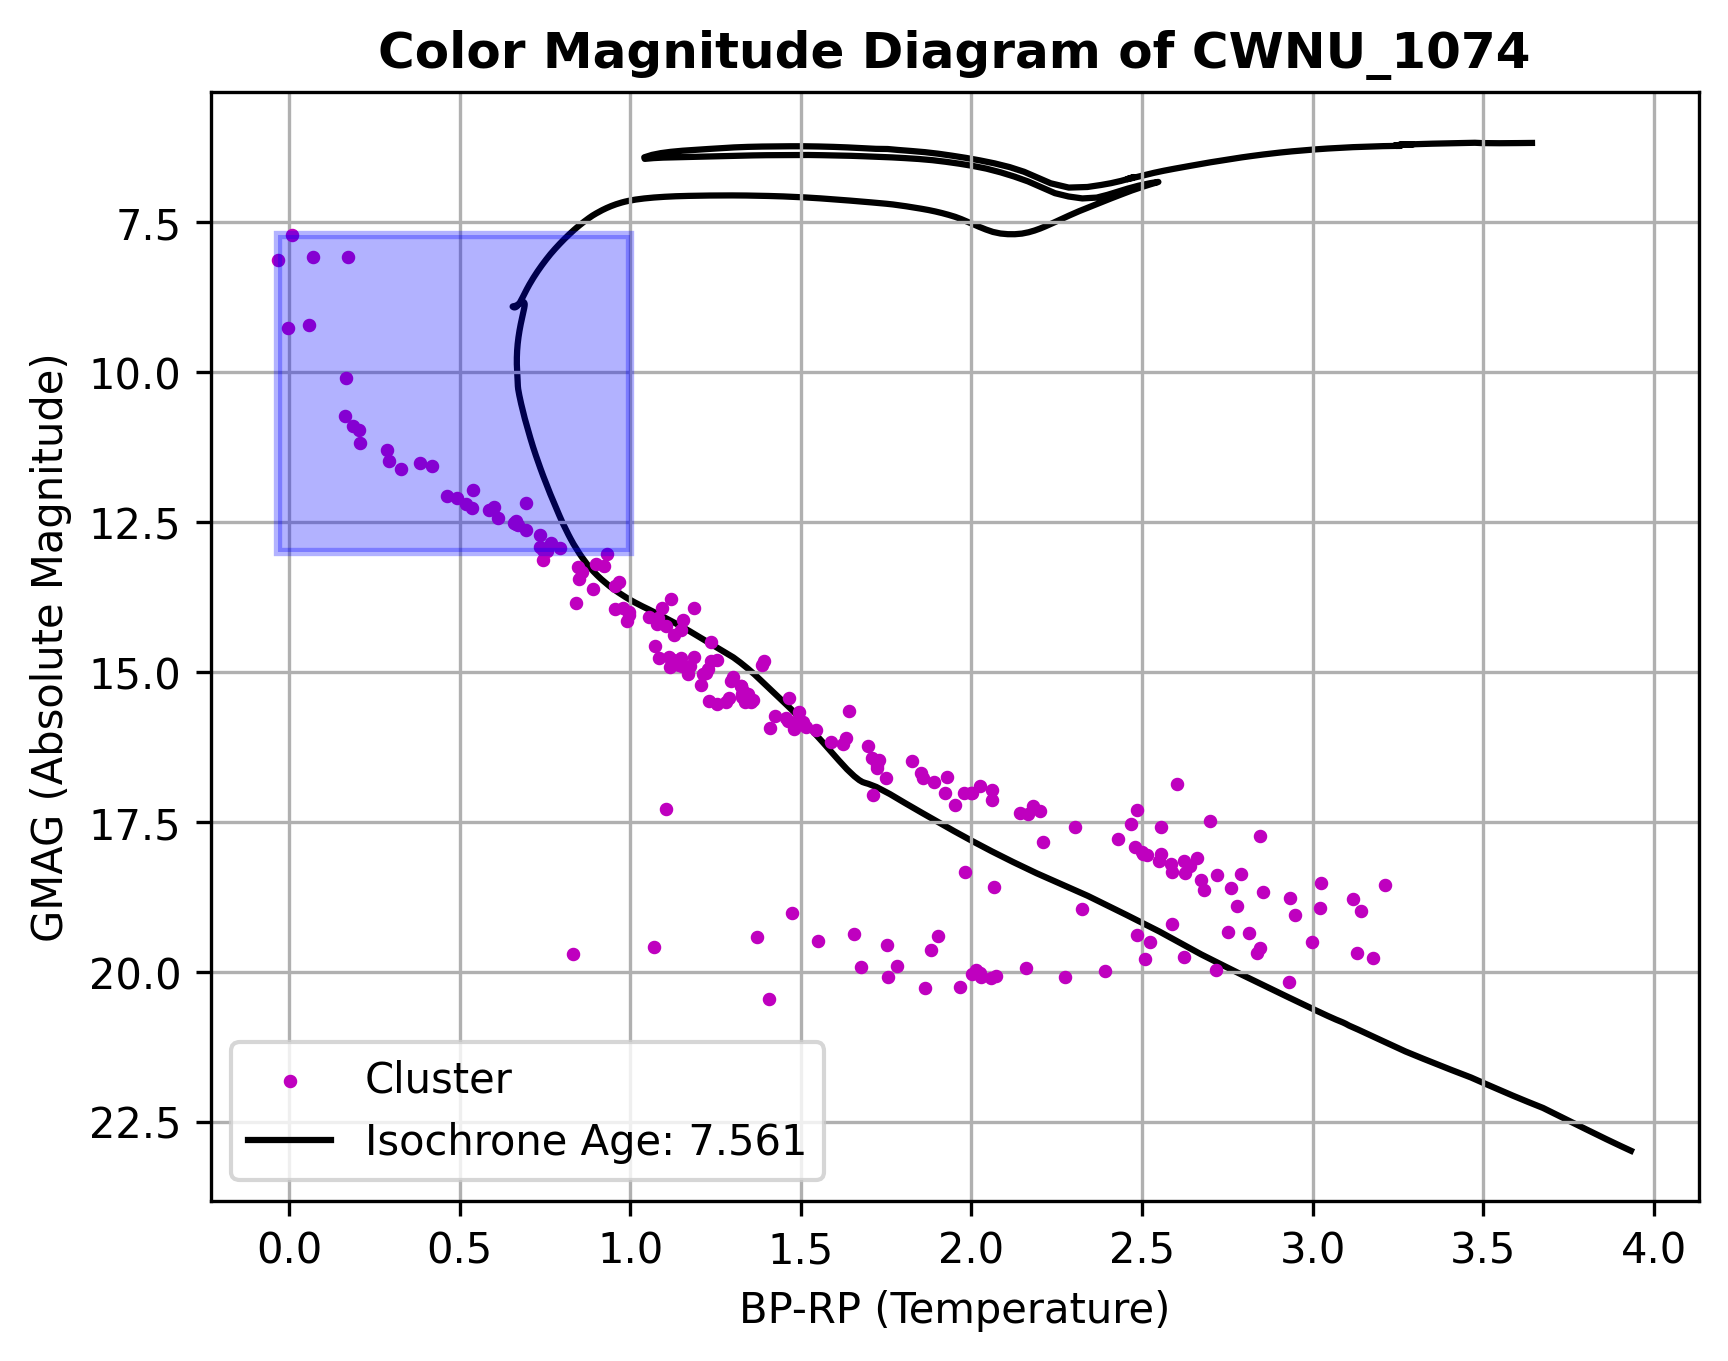 Color Magnitude Diagram of CWNU_1074
GMAG (Absolute Magnitude)
7.5
10.0
12.5
15.0
17.5
20.0
22.5
Cluster
Isochrone Age: 7.561
0.0 0.5 1.0 1.5 2.0 2.5 3.0 3.5 4.0
BP-RP (Temperature)